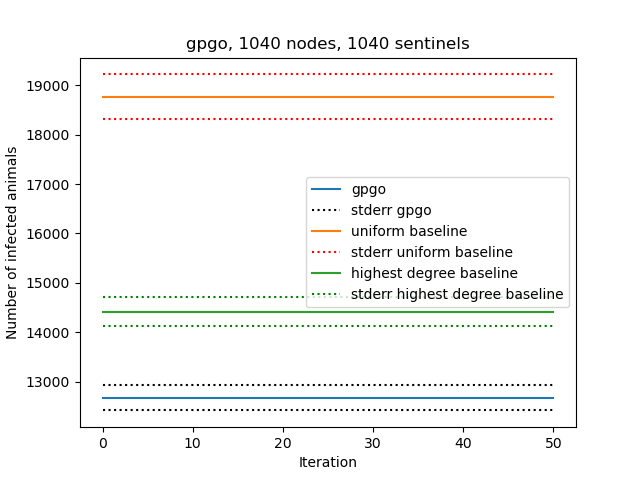 gpgo, 1040 nodes, 1040 sentinels
19000
18000
17000
16000
15000
14000
13000
Number of infected animals
gpgo
stderr gpgo
uniform baseline
stderr uniform baseline
highest degree baseline
stderr highest degree baseline
0 10 20 30 40 50
Iteration